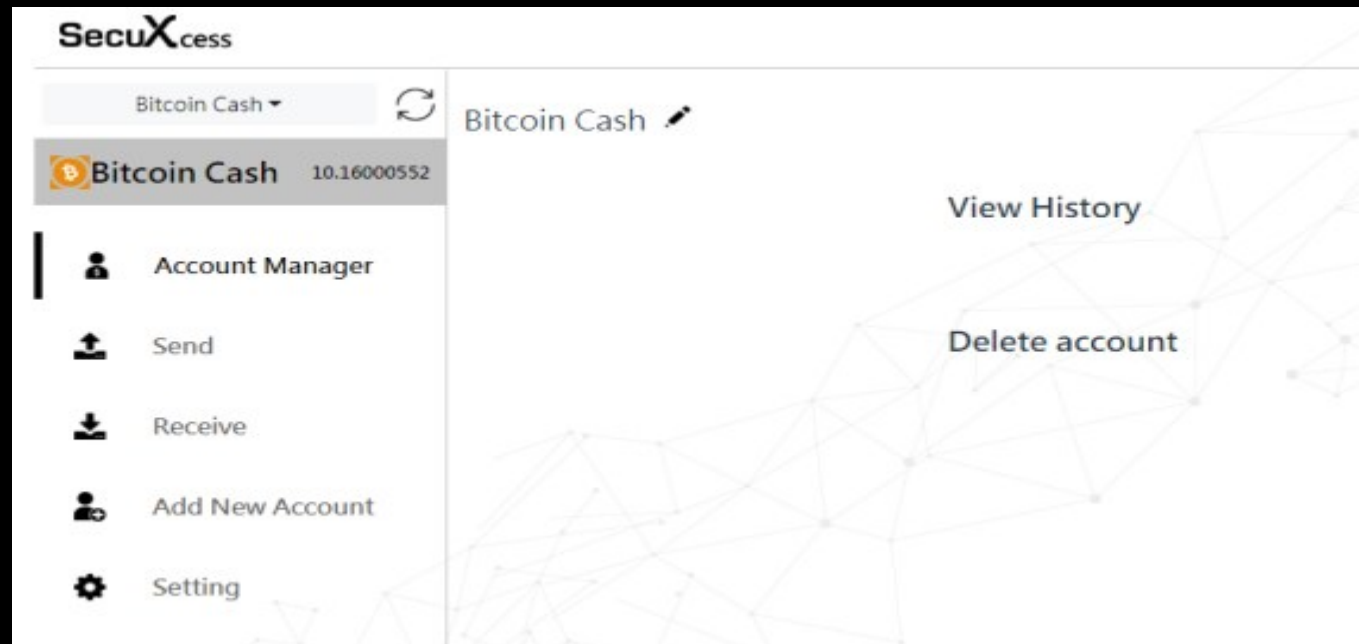 SecuXcess
Bitcoin Cash
Bitcoin Cash 10.16000552
Account Manager
Send
Receive
Add New Account
Setting
Bitcoin Cash
View History
Delete account